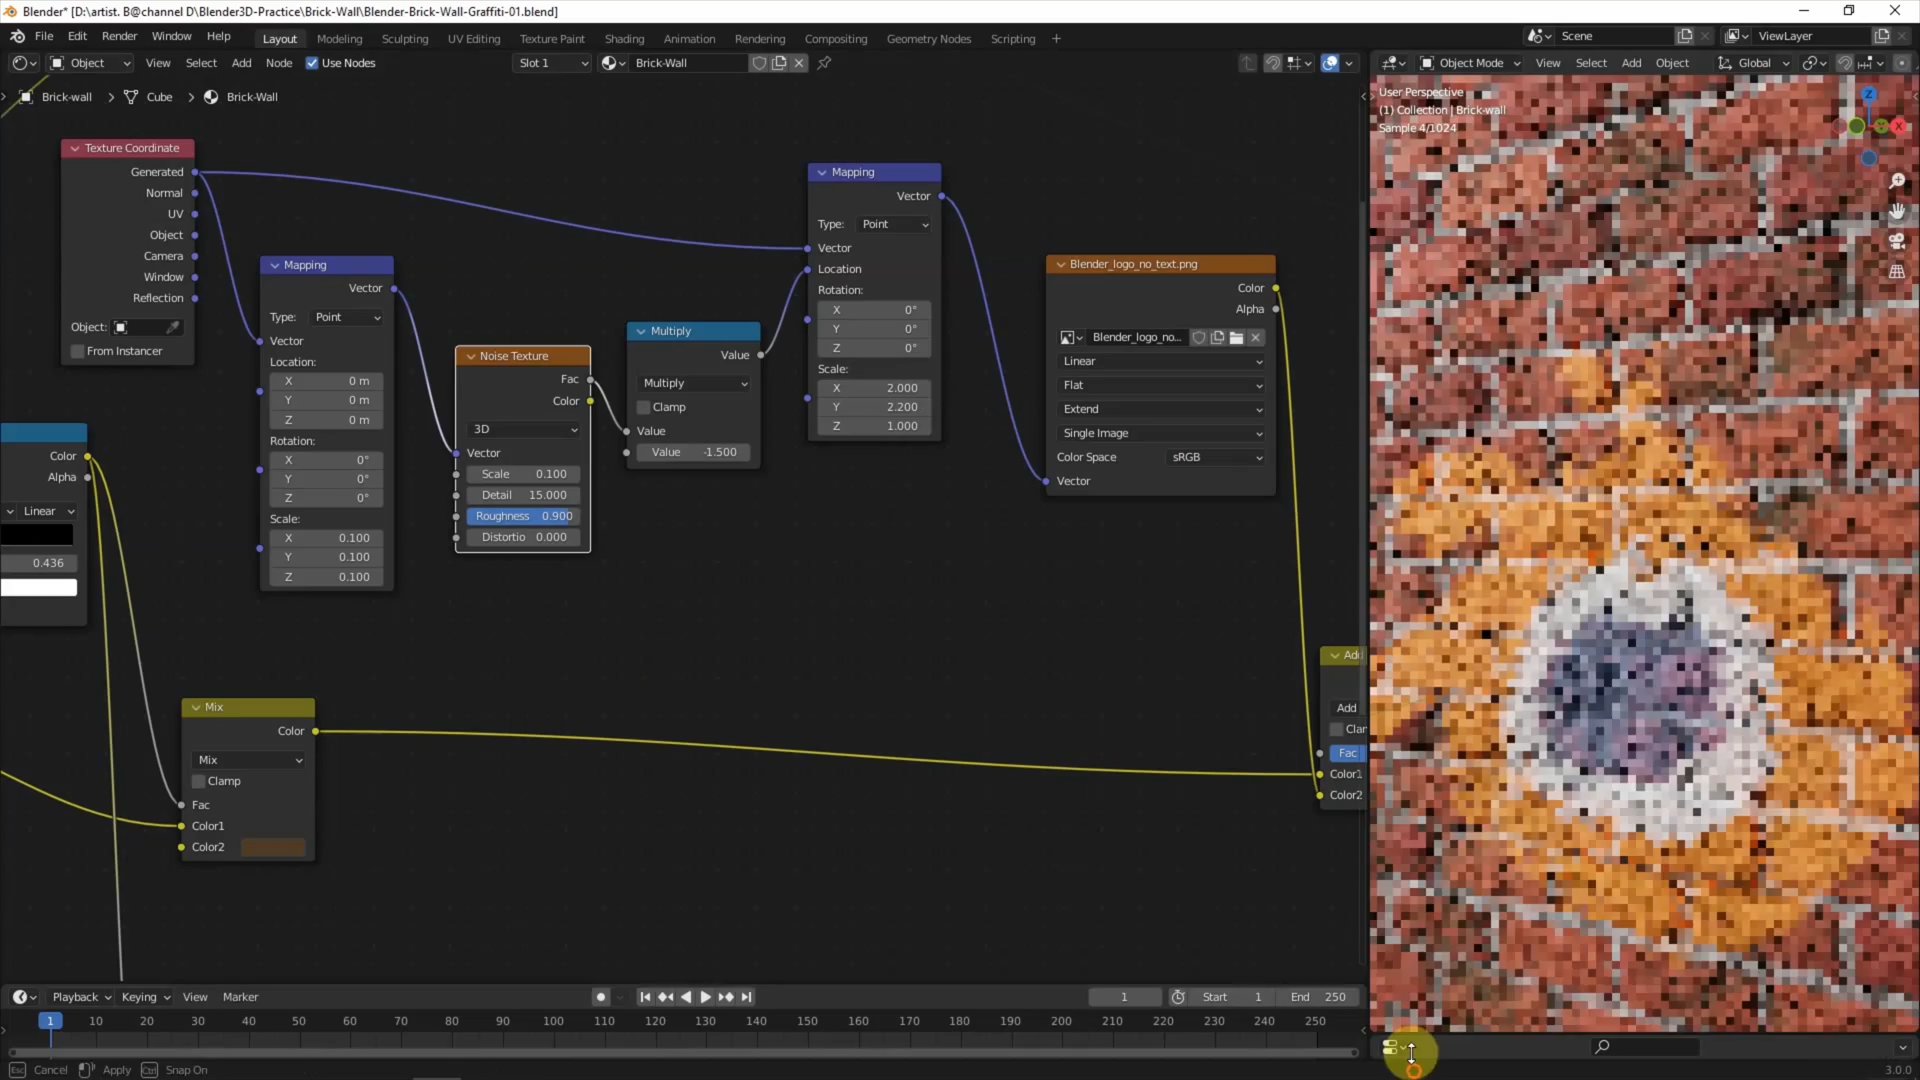 Blender* [D:\artist. B@channel D\Blender3D-Practice\Brick-Wall\Blender-Brick-Wall-Graffiti-01.blend]
File Edit Render Window Help Layout Modeling Sculpting UV Editing Texture Paint Shading Animation Rendering Compositing Geometry Nodes Scripting + Scene ViewLayer
Object View Select Add Node Use Nodes Slot 1 Brick-Wall Object Mode View Select Add Object Global
Brick-wall > Cube > Brick-Wall
User Perspective
(1) Collection | Brick-wall
Sample 4/1024
Z
X
Texture Coordinate
Generated
Normal
UV
Object
Camera
Window
Reflection
Object:
From Instancer
Mapping
Vector
Type: Point
Vector
Location:
X 0 m
Y 0 m
Z 0 m
Rotation:
X 0°
Y 0°
Z 0°
Scale:
X 0.100
Y 0.100
Z 0.100
Noise Texture
Fac
Color
3D
Vector
Scale 0.100
Detail 15.000
Roughness 0.900
Distortio 0.000
Multiply
Value
Multiply
Clamp
Value
Value -1.500
Mapping
Vector
Type: Point
Vector
Location
Rotation:
X 0°
Y 0°
Z 0°
Scale:
X 2.000
Y 2.200
Z 1.000
Blender_logo_no_text.png
Color
Alpha
Blender_logo_no...
Linear
Flat
Extend
Single Image
Color Space sRGB
Vector
Color
Alpha
Linear
0.436
Mix
Color
Mix
Clamp
Fac
Color1
Color2
Add
Add
Clar
Fac
Color1
Color2
Playback Keying View Marker 1 Start 1 End 250
1 10 20 30 40 50 60 70 80 90 100 110 120 130 140 150 160 170 180 190 200 210 220 230 240 250
Esc Cancel Apply Ctrl Snap On 3.0.0